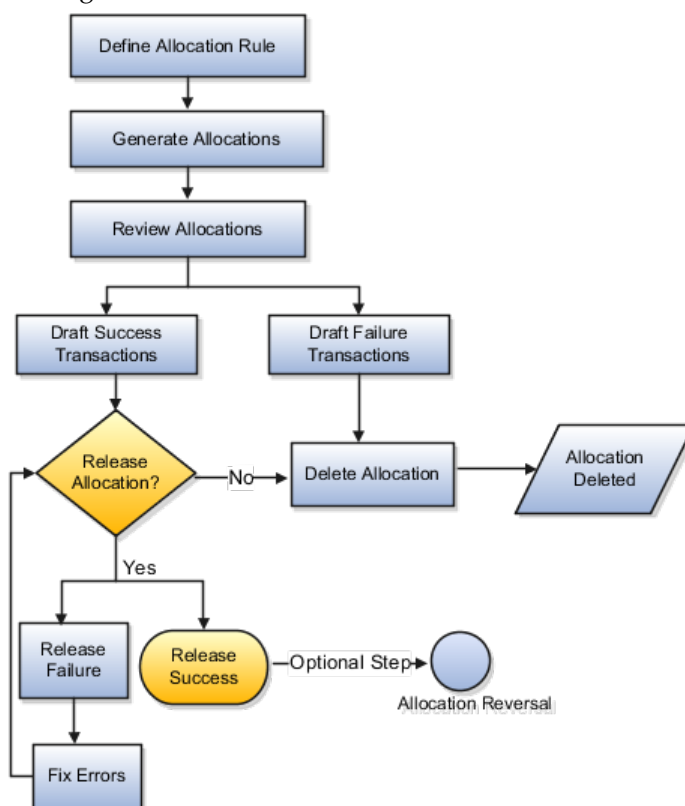 Define Allocation Rule
Generate Allocations
Review Allocations
Draft Success
Transactions
Draft Failure
Transactions
Release
Allocation?
No
Delete Allocation
Allocation
Deleted
Yes
Release
Failure
Release
Success
Optional Step
Allocation Reversal
Fix Errors